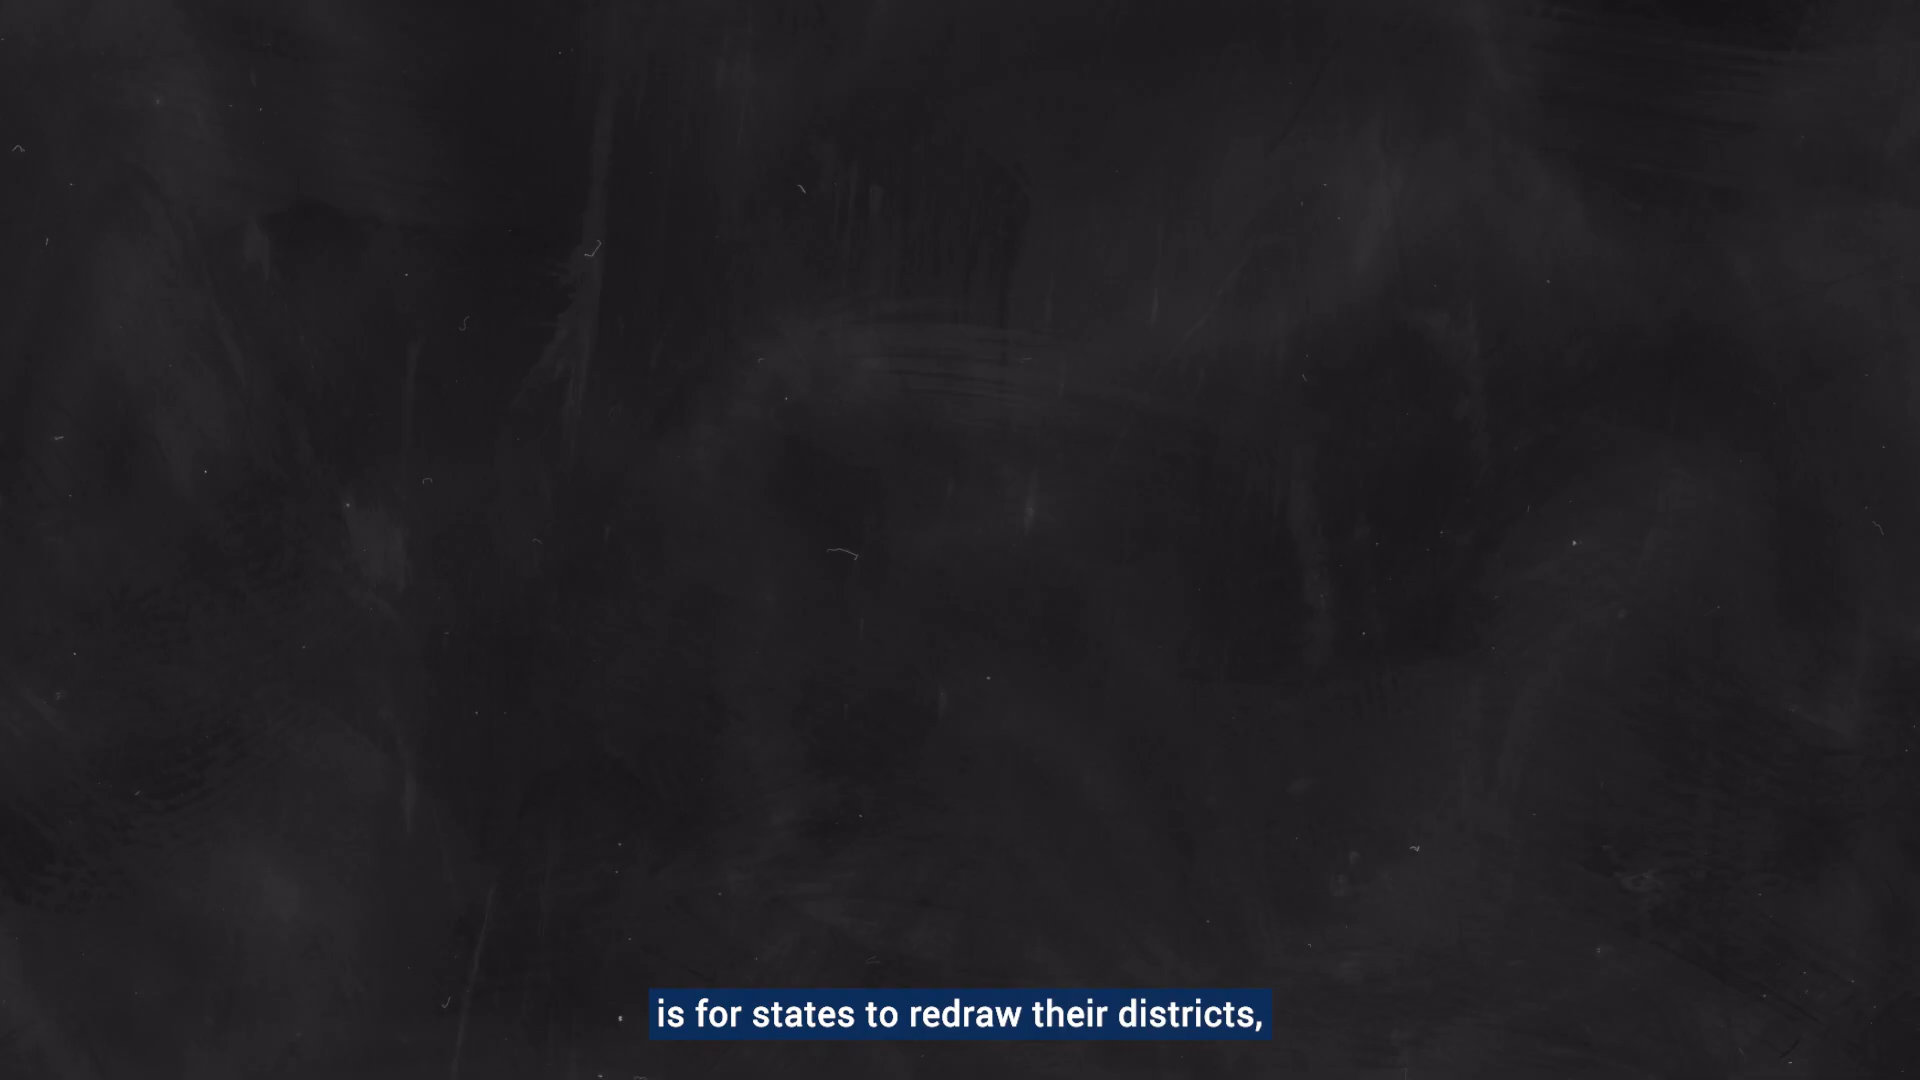 is for states to redraw their districts,